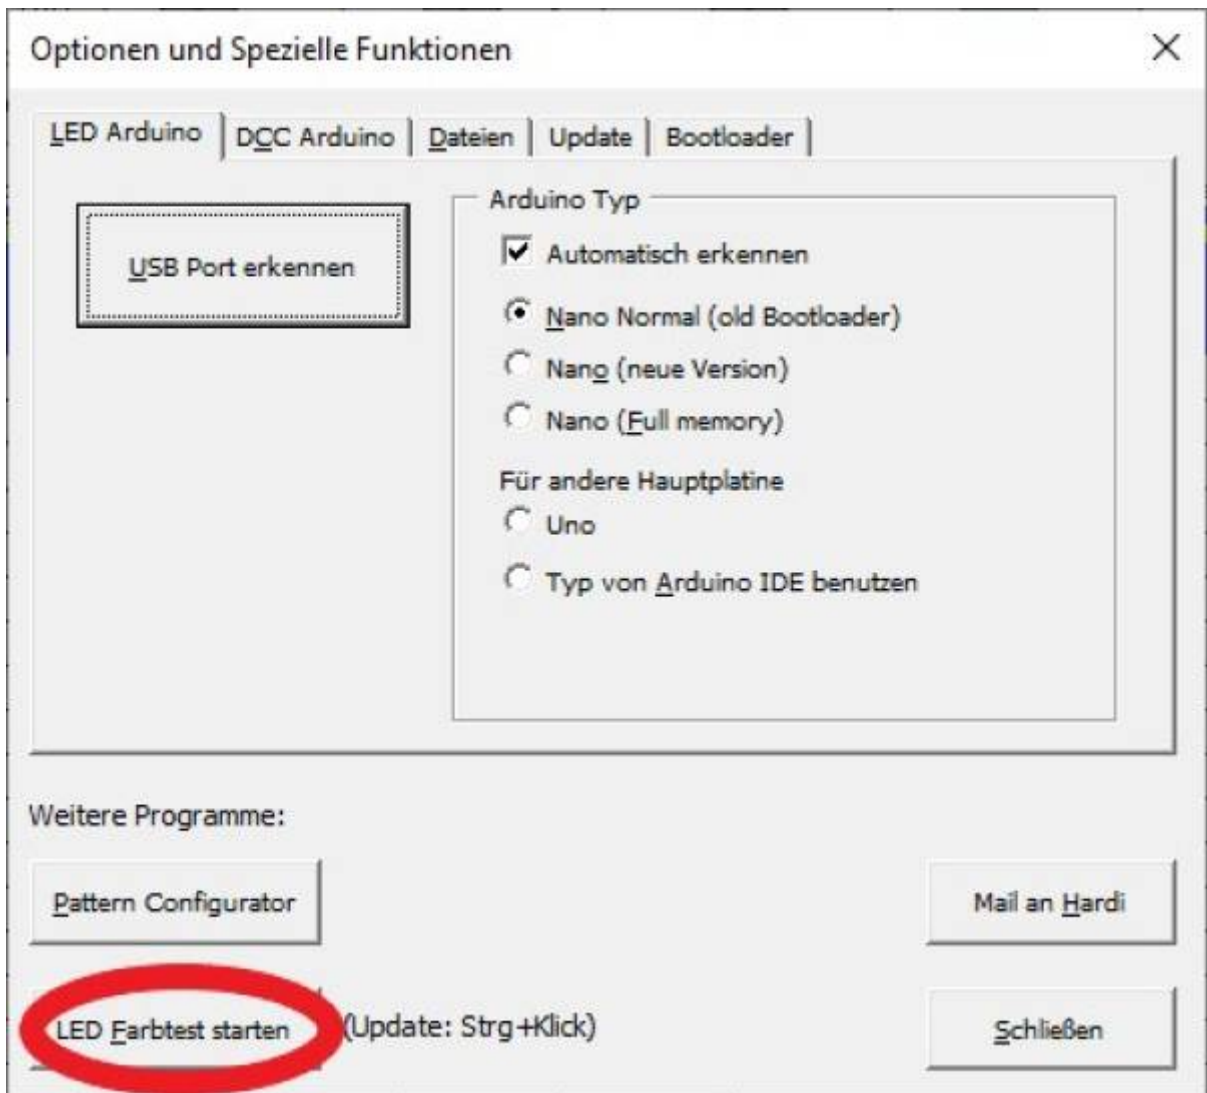 Optionen und Spezielle Funktionen
LED Arduino
DCC Arduino
Dateien
Update
Bootloader
USB Port erkennen
Arduino Typ
Automatisch erkennen
Nano Normal (old Bootloader)
Nano (neue Version)
Nano (Full memory)
Für andere Hauptplatine
Uno
Typ von Arduino IDE benutzen
Weitere Programme:
Pattern Configurator
Mail an Hardi
LED Farbtest starten
(Update: Strg+Klick)
Schließen